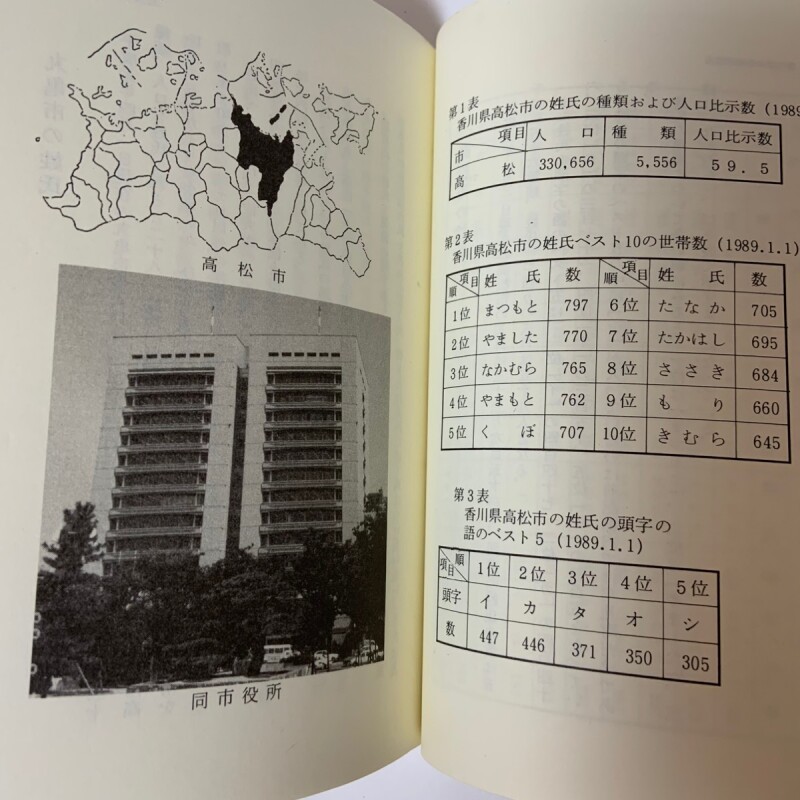 高松市
同市役所
第1表
香川県高松市の姓氏の種類および人口比示数 (1989
項目 人口 種類 人口比示数
市
高松 330,656 5,556 59.5
第2表
香川県高松市の姓氏ベスト10の世帯数 (1989.1.1)
項目 順 姓氏 数 項目 順 姓氏 数
1位 まつもと 797 6位 たなか 705
2位 やました 770 7位 たかはし 695
3位 なかむら 765 8位 ささき 684
4位 やまもと 762 9位 もり 660
5位 くぼ 707 10位 きむら 645
第3表
香川県高松市の姓氏の頭字の
語のベスト5 (1989.1.1)
項目 順 1位 2位 3位 4位 5位
頭字 イ カ タ オ シ
数 447 446 371 350 305